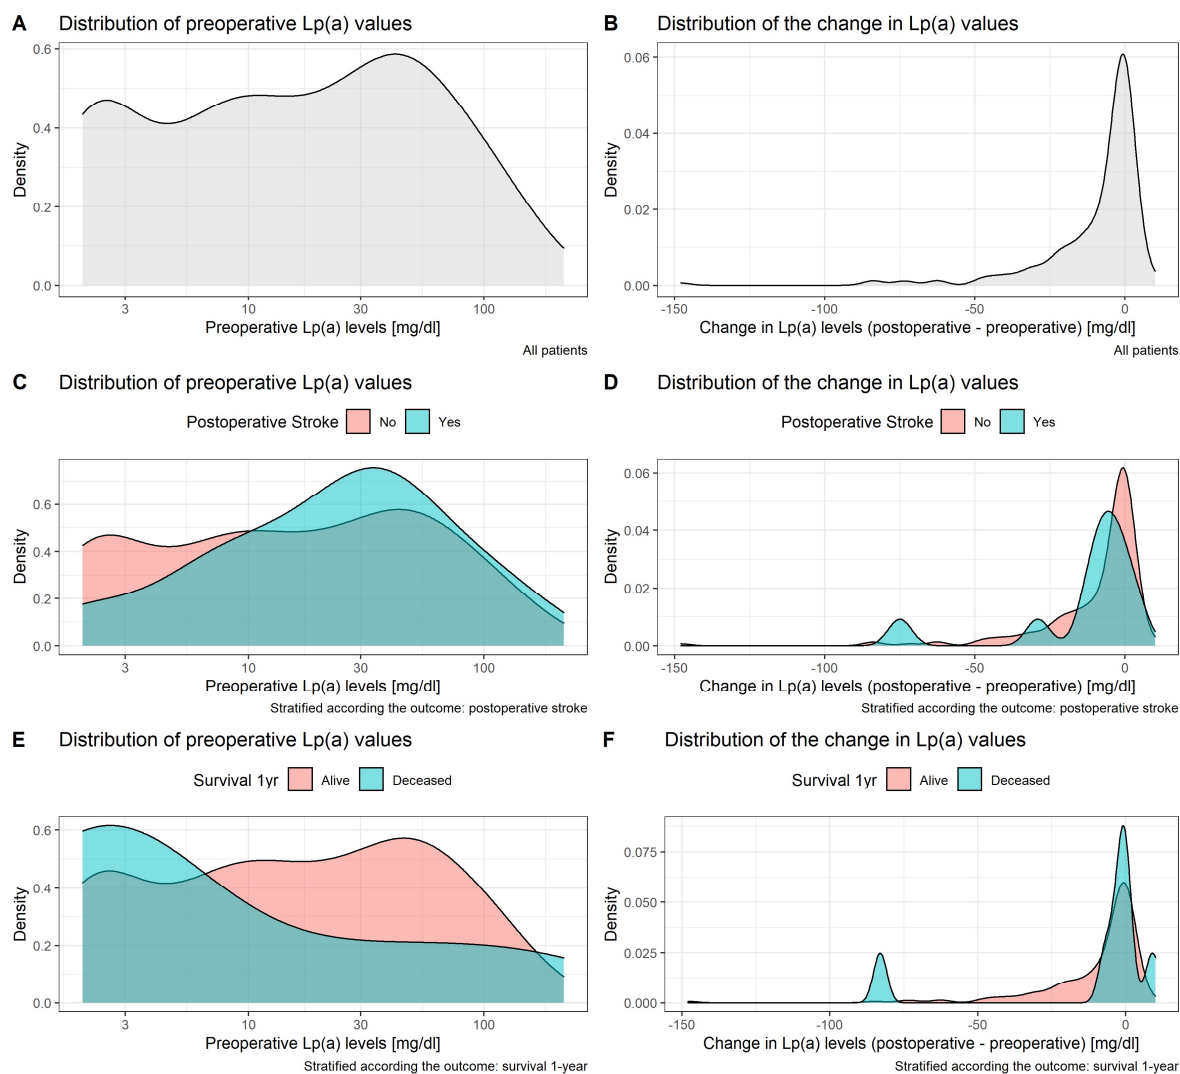 A Distribution of preoperative Lp(a) values
0.6
0.4
0.2
0.0
Density
3 10 30 100
Preoperative Lp(a) levels [mg/dl]
All patients
B Distribution of the change in Lp(a) values
0.06
0.04
0.02
0.00
Density
-150 -100 -50 0
Change in Lp(a) levels (postoperative - preoperative) [mg/dl]
All patients
C Distribution of preoperative Lp(a) values
Postoperative Stroke No Yes
0.6
0.4
0.2
0.0
Density
3 10 30 100
Preoperative Lp(a) levels [mg/dl]
Stratified according the outcome: postoperative stroke
D Distribution of the change in Lp(a) values
Postoperative Stroke No Yes
0.06
0.04
0.02
0.00
Density
-150 -100 -50 0
Change in Lp(a) levels (postoperative - preoperative) [mg/dl]
Stratified according the outcome: postoperative stroke
E Distribution of preoperative Lp(a) values
Survival 1yr Alive Deceased
0.6
0.4
0.2
0.0
Density
3 10 30 100
Preoperative Lp(a) levels [mg/dl]
Stratified according the outcome: survival 1-year
F Distribution of the change in Lp(a) values
Survival 1yr Alive Deceased
0.075
0.050
0.025
0.000
Density
-150 -100 -50 0
Change in Lp(a) levels (postoperative - preoperative) [mg/dl]
Stratified according the outcome: survival 1-year